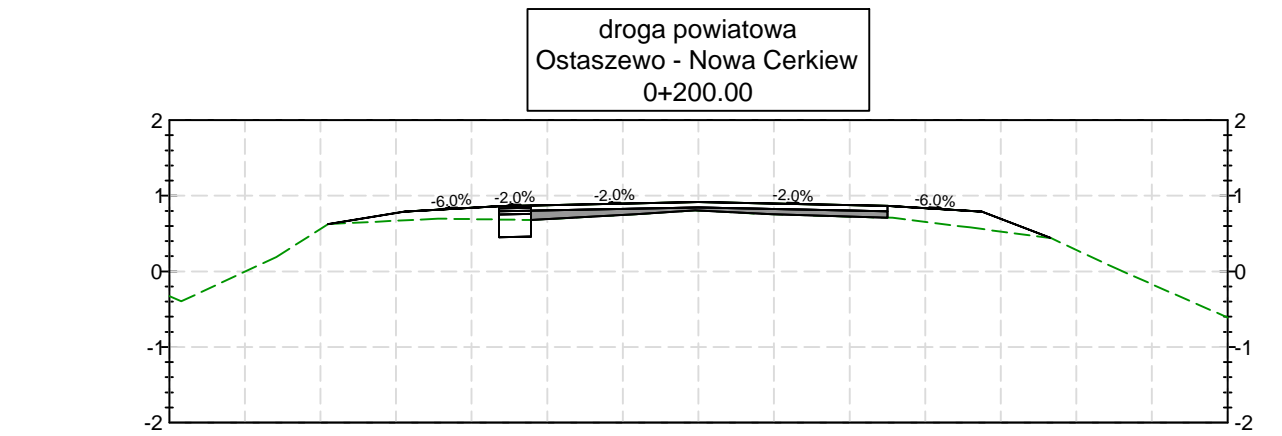 droga powiatowa
Ostaszewo - Nowa Cerkiew
0+200.00
2 2
-6.0% -2.0% -2.0% -2.0% -6.0%
1 1
0 0
-1 -1
-2 -2